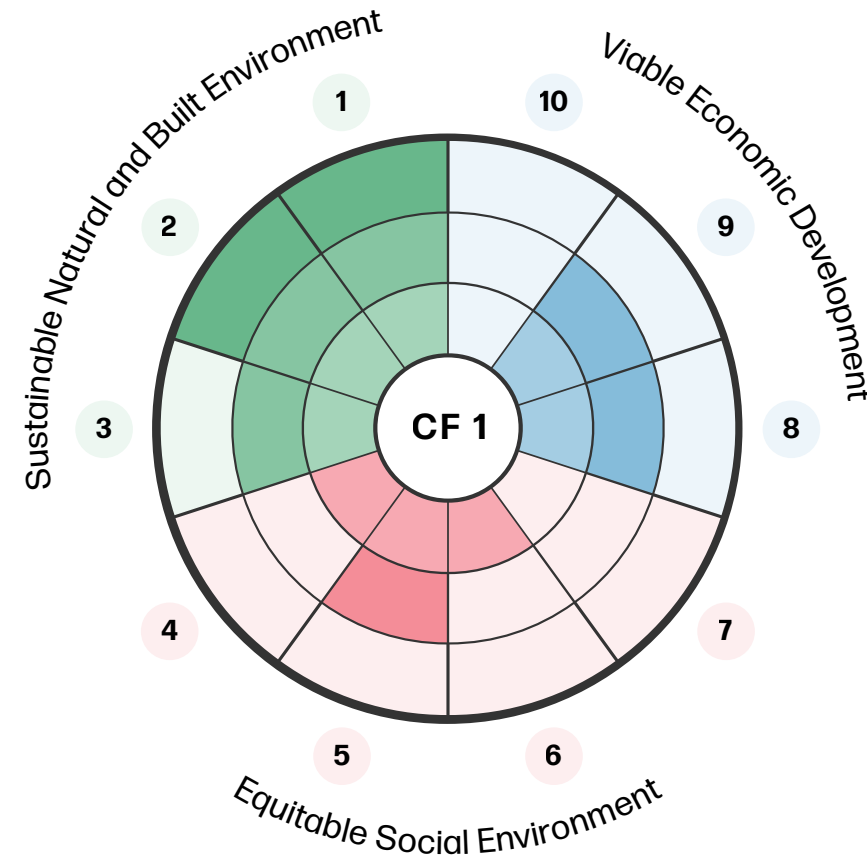 Sustainable Natural and Built Environment
Viable Economic Development
1
10
2
9
3
CF 1
8
4
7
5
6
Equitable Social Environment